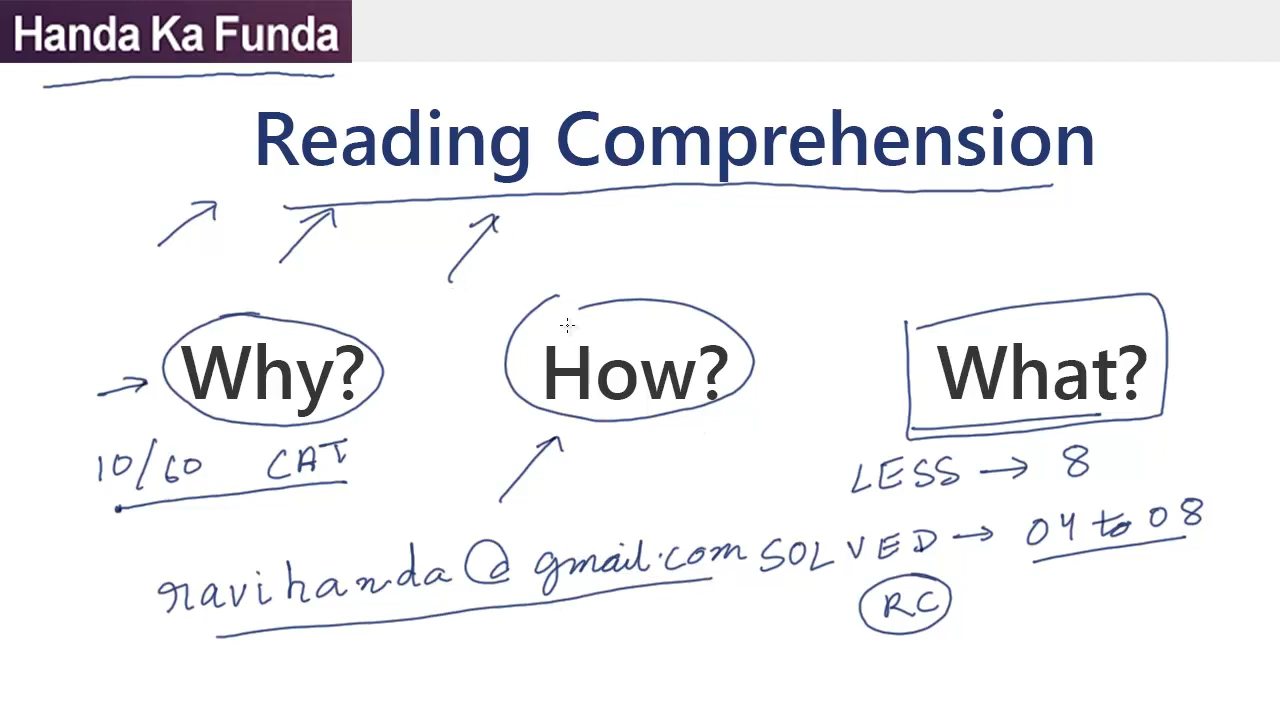 Handa Ka Funda
Reading Comprehension
Why? How? What?
10/60 CAT
LESS → 8
SOLVED → 04 to 08
ravihanda@gmail.com
RC